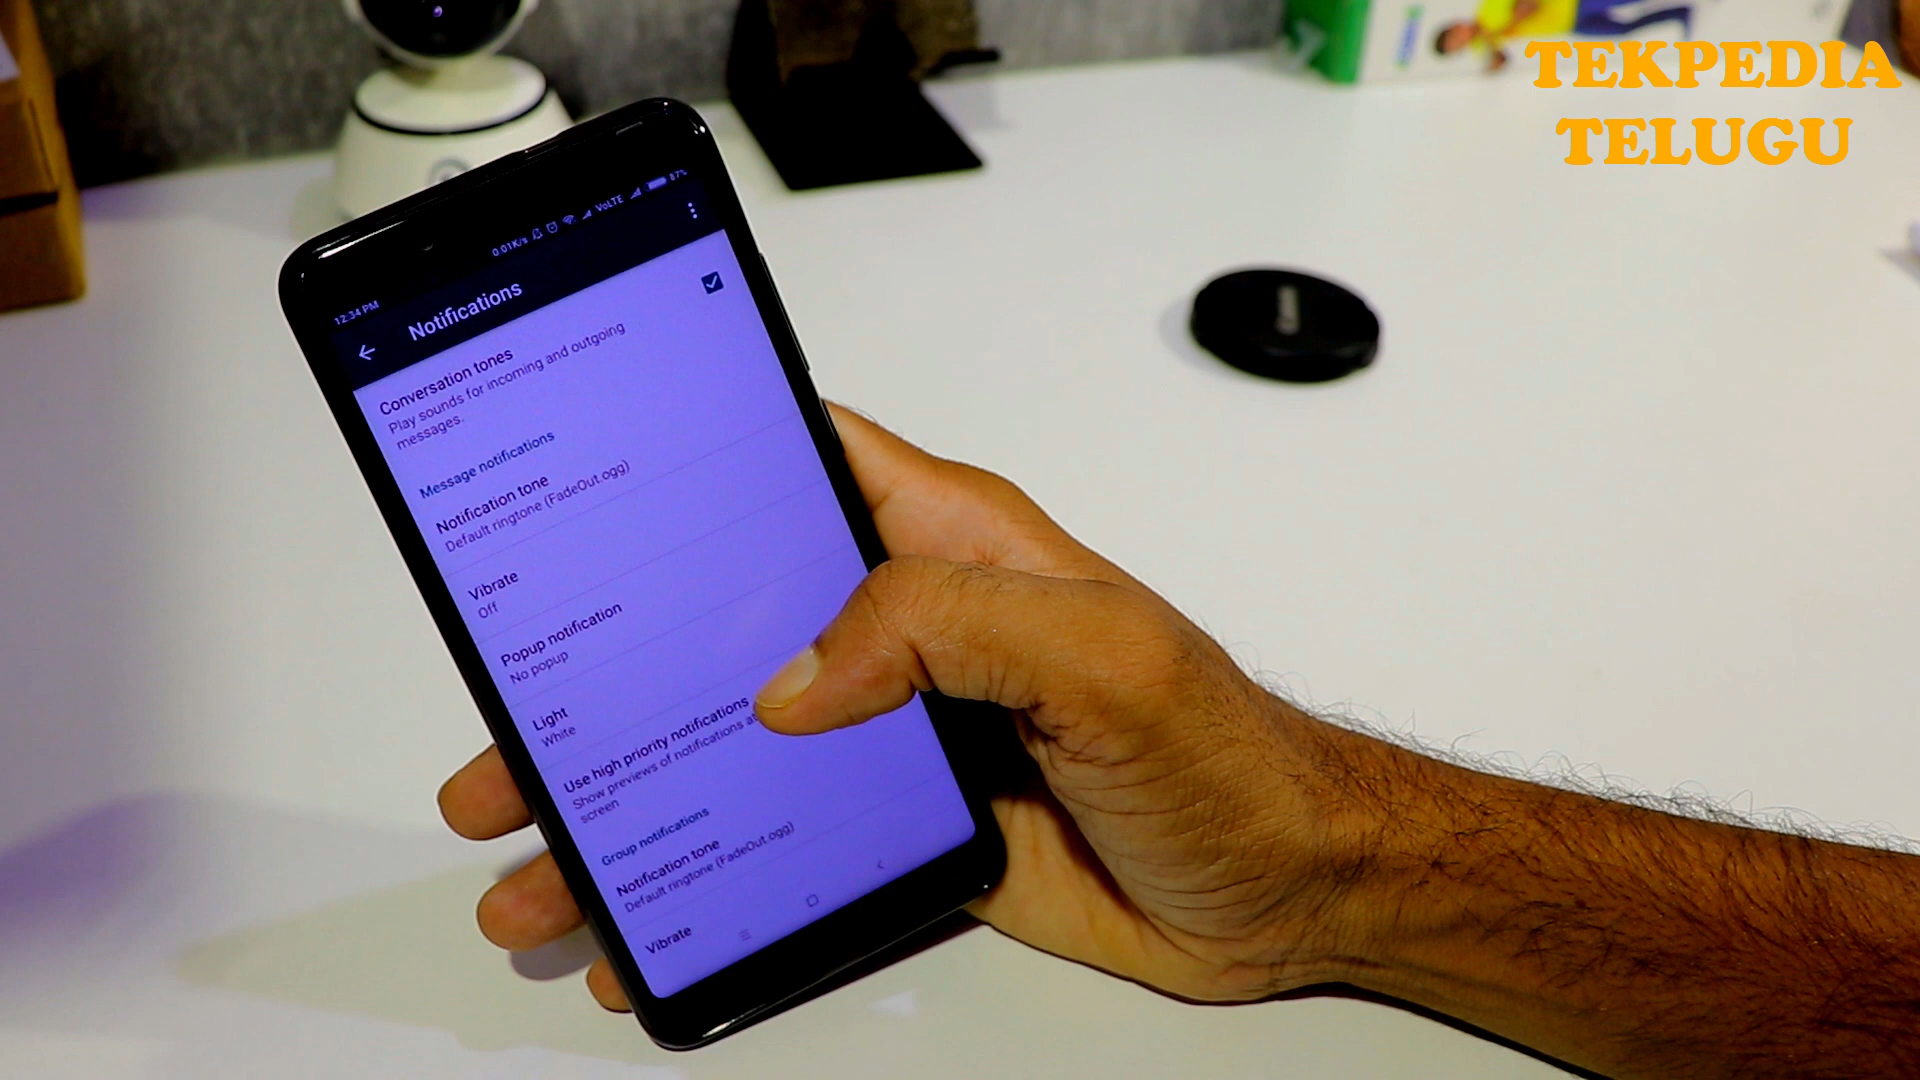 TEKPEDIA
TELUGU
12:34 PM
0.01K/s VoLTE 87%
Notifications
Conversation tones
Play sounds for incoming and outgoing
messages.
Message notifications
Notification tone
Default ringtone (FadeOut.ogg)
Vibrate
Off
Popup notification
No popup
Light
White
Use high priority notifications
Show previews of notifications
screen
Group notifications
Notification tone
Default ringtone (FadeOut.ogg)
Vibrate